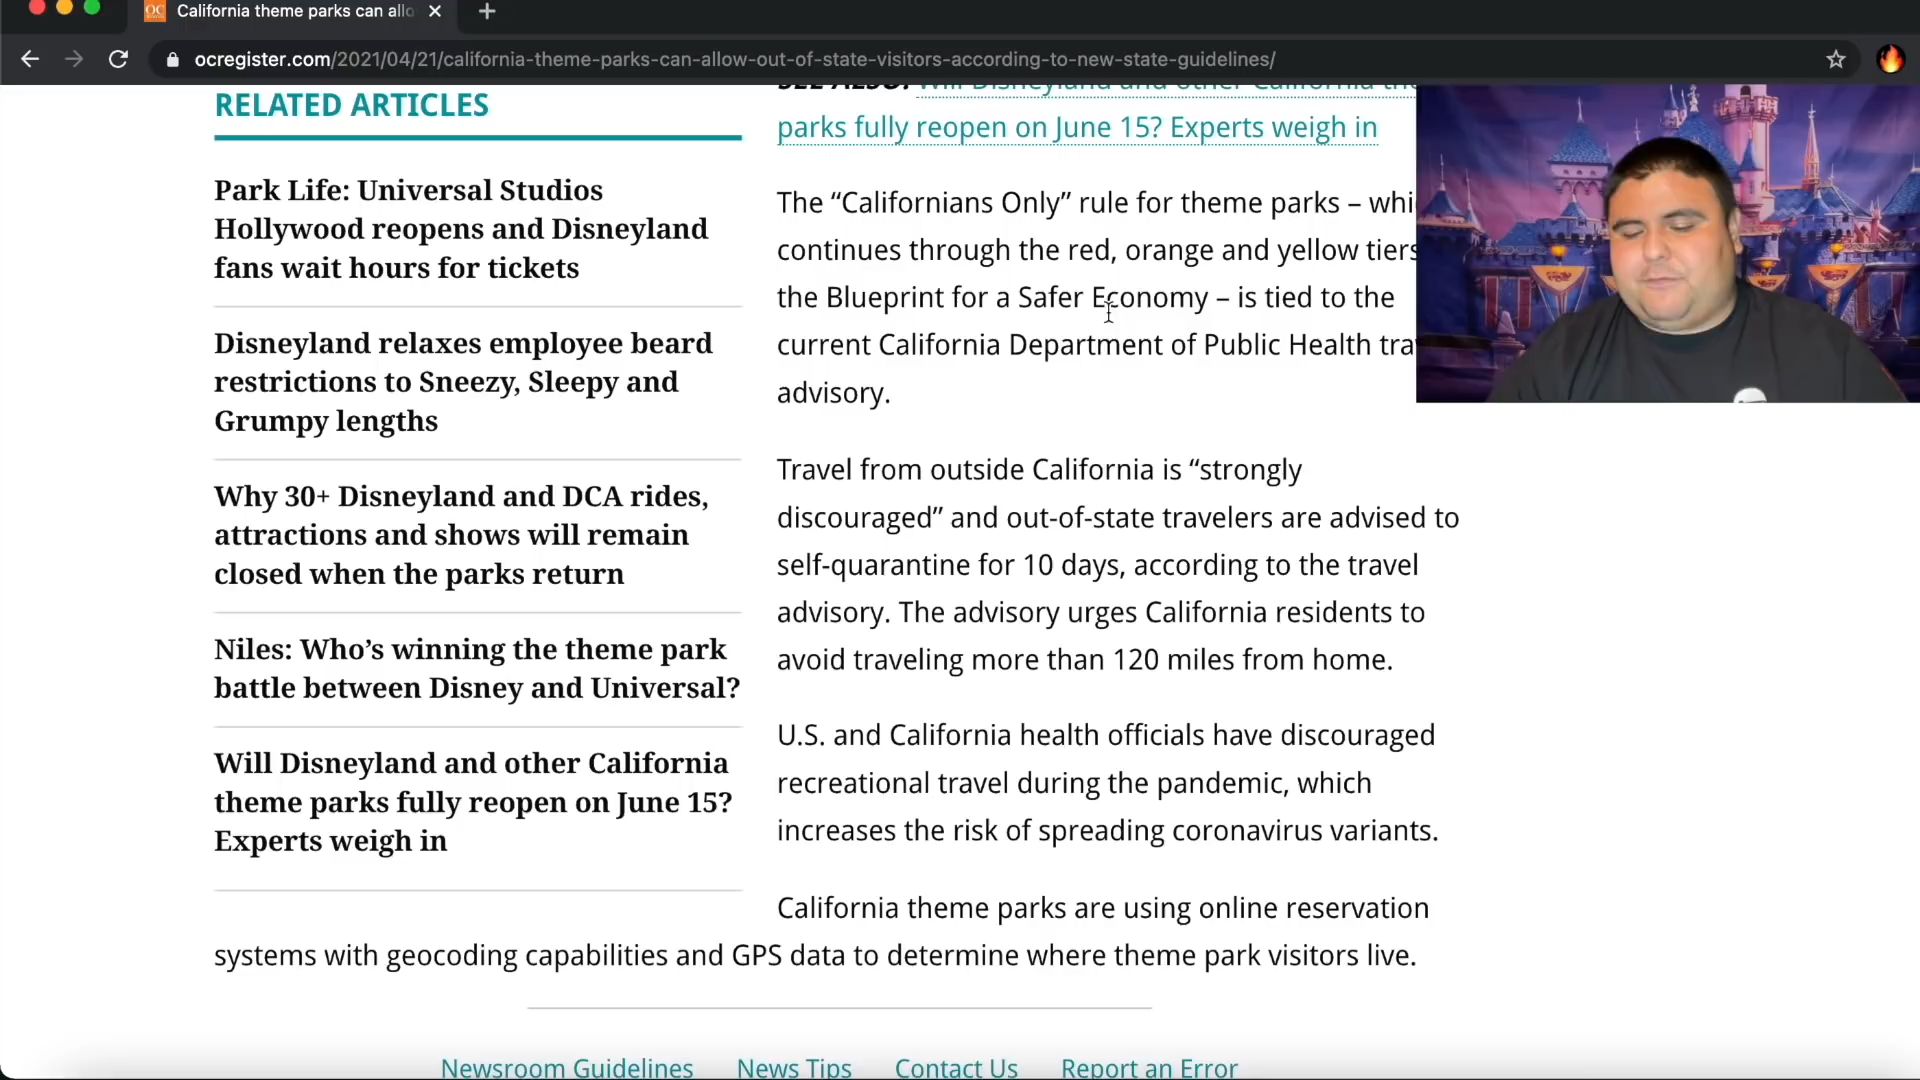 OC
California theme parks can allo
ocregister.com/2021/04/21/california-theme-parks-can-allow-out-of-state-visitors-according-to-new-state-guidelines/
RELATED ARTICLES
Park Life: Universal Studios
Hollywood reopens and Disneyland
fans wait hours for tickets
Disneyland relaxes employee beard
restrictions to Sneezy, Sleepy and
Grumpy lengths
Why 30+ Disneyland and DCA rides,
attractions and shows will remain
closed when the parks return
Niles: Who’s winning the theme park
battle between Disney and Universal?
Will Disneyland and other California
theme parks fully reopen on June 15?
Experts weigh in
SEE ALSO: Will Disneyland and other California the
parks fully reopen on June 15? Experts weigh in
The “Californians Only” rule for theme parks – whi
continues through the red, orange and yellow tiers
the Blueprint for a Safer Economy – is tied to the
current California Department of Public Health tra
advisory.
Travel from outside California is “strongly
discouraged” and out-of-state travelers are advised to
self-quarantine for 10 days, according to the travel
advisory. The advisory urges California residents to
avoid traveling more than 120 miles from home.
U.S. and California health officials have discouraged
recreational travel during the pandemic, which
increases the risk of spreading coronavirus variants.
California theme parks are using online reservation
systems with geocoding capabilities and GPS data to determine where theme park visitors live.
Newsroom Guidelines
News Tips
Contact Us
Report an Error